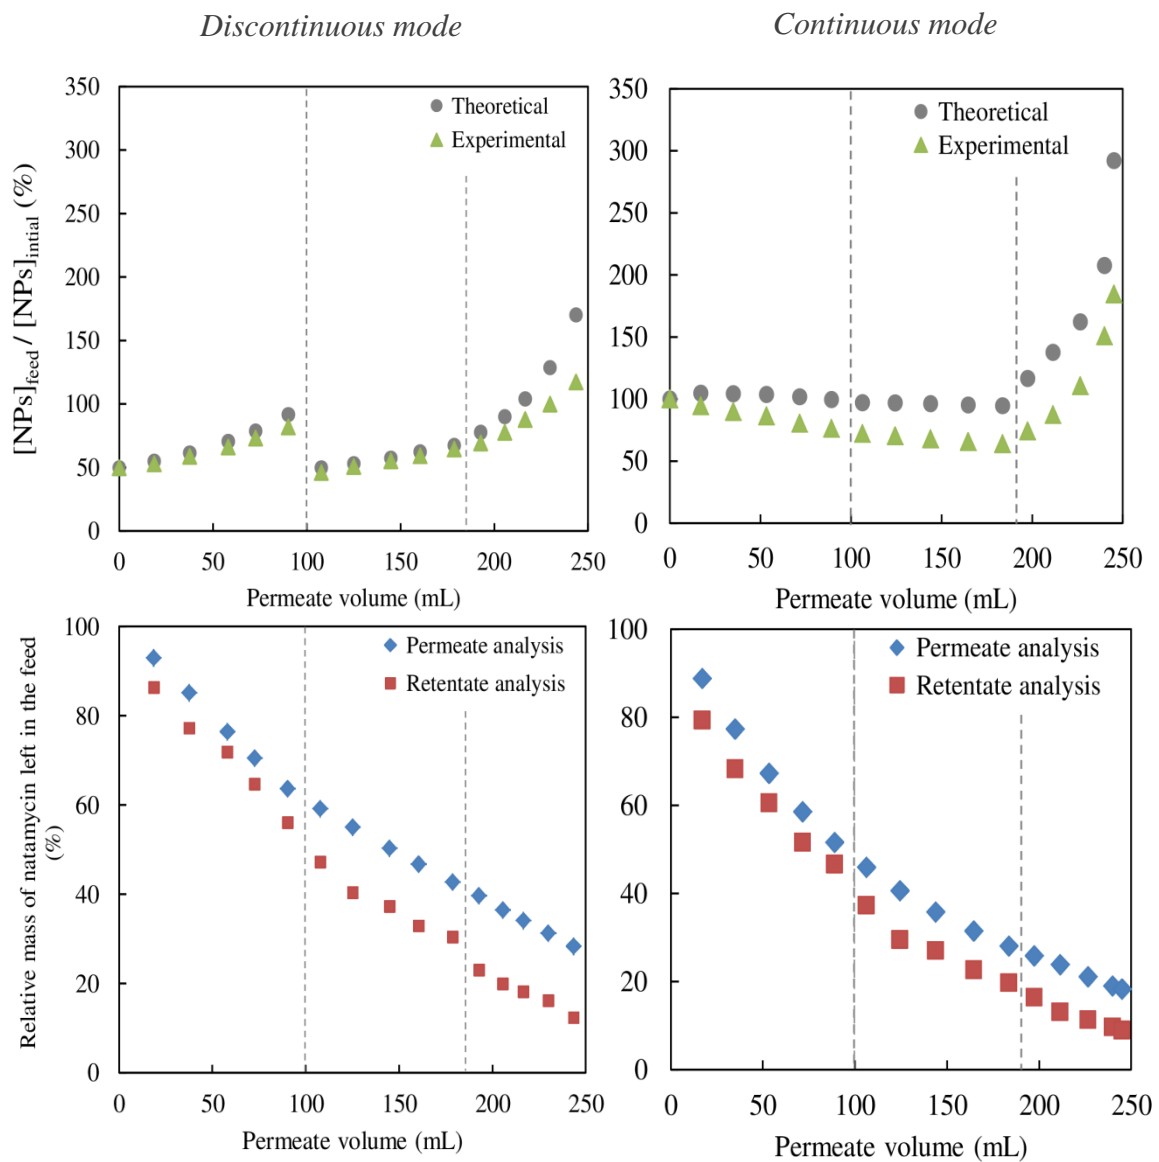 Discontinuous mode
Continuous mode
[NPs]feed / [NPs]intial (%)
350
300
250
200
150
100
50
0
0 50 100 150 200 250
Permeate volume (mL)
Theoretical
Experimental
350
300
250
200
150
100
50
0
0 50 100 150 200 250
Permeate volume (mL)
Theoretical
Experimental
Relative mass of natamycin left in the feed
(%)
100
80
60
40
20
0
0 50 100 150 200 250
Permeate volume (mL)
Permeate analysis
Retentate analysis
100
80
60
40
20
0
0 50 100 150 200 250
Permeate volume (mL)
Permeate analysis
Retentate analysis